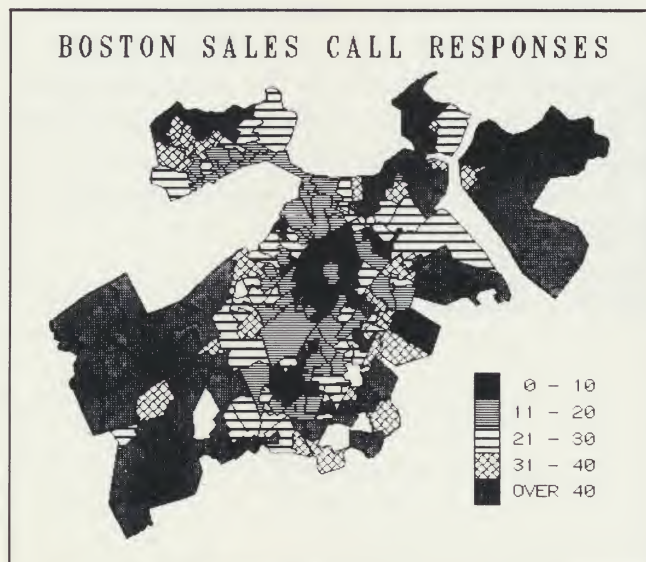 BOSTON SALES CALL RESPONSES
0 - 10
11 - 20
21 - 30
31 - 40
OVER 40